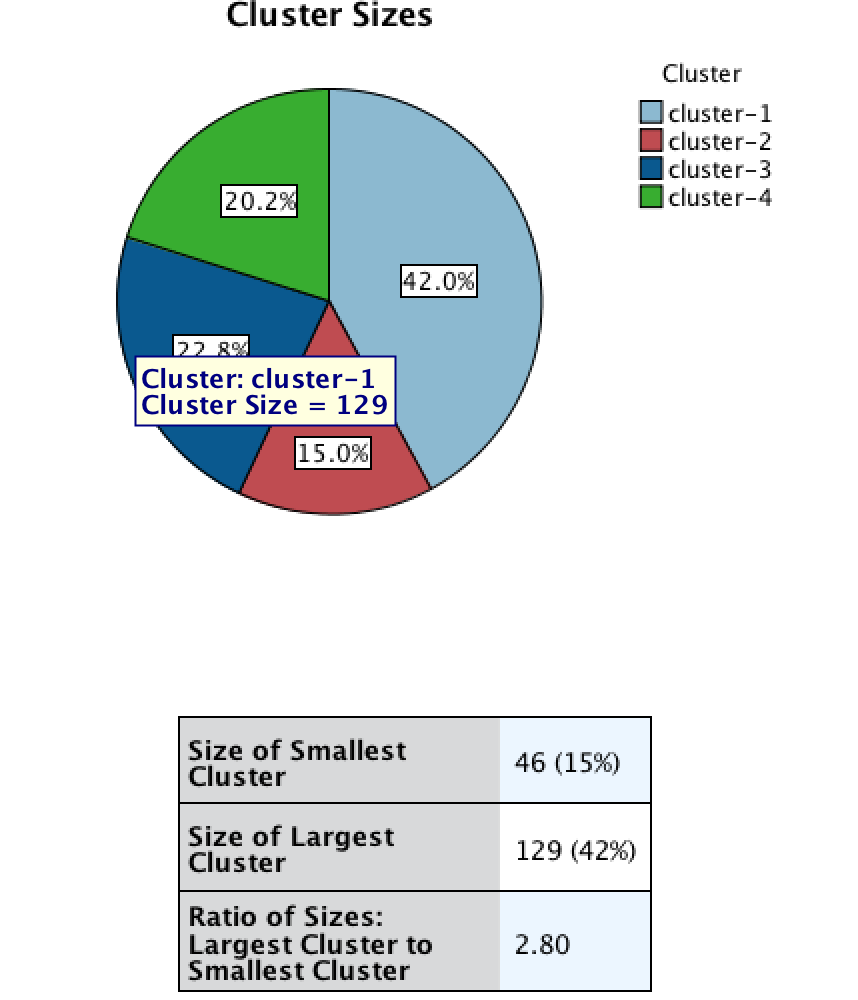 Cluster Sizes
Cluster
cluster-1
cluster-2
cluster-3
cluster-4
20.2%
42.0%
22.8%
Cluster: cluster-1
Cluster Size = 129
15.0%
Size of Smallest
Cluster
46 (15%)
Size of Largest
Cluster
129 (42%)
Ratio of Sizes:
Largest Cluster to
Smallest Cluster
2.80